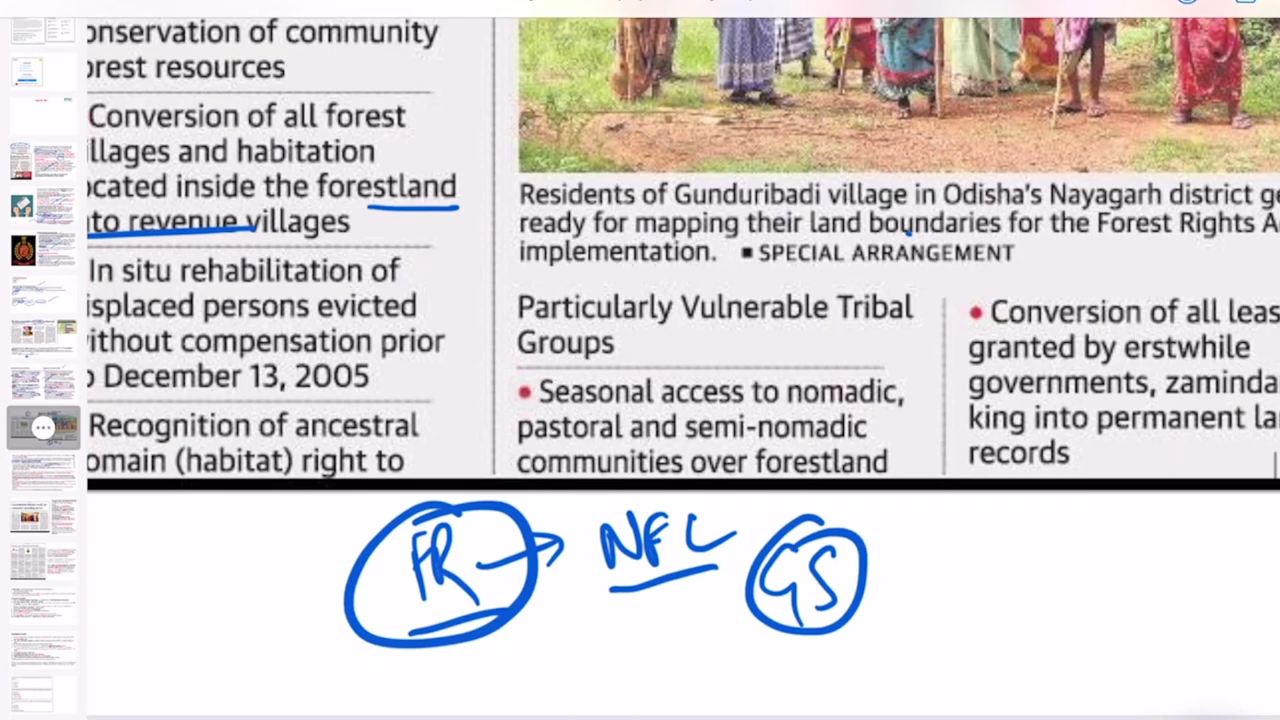 onservation of community
orest resources
Conversion of all forest
illages and habitation
ocated inside the forestland
to revenue villages
In situ rehabilitation of
isplaced persons evicted
ithout compensation prior
o December 13, 2005
Recognition of ancestral
omain (habitat) right to
Residents of Gunduribadi village in Odisha's Nayagarh district ge
ready for mapping their land boundaries for the Forest Rights A
implementation. ■ SPECIAL ARRANGEMENT
Particularly Vulnerable Tribal
Groups
• Seasonal access to nomadic,
pastoral and semi-nomadic
communities over forestland
• Conversion of all leas
granted by erstwhile
governments, zaminda
king into permanent la
records
FR → NFL GS